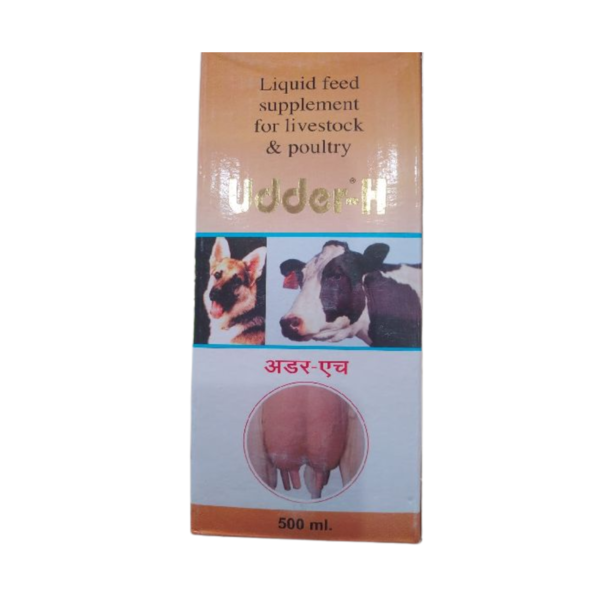 Liquid feed
supplement
for livestock
& poultry
Udder-H®
अडर-एच
500 ml.